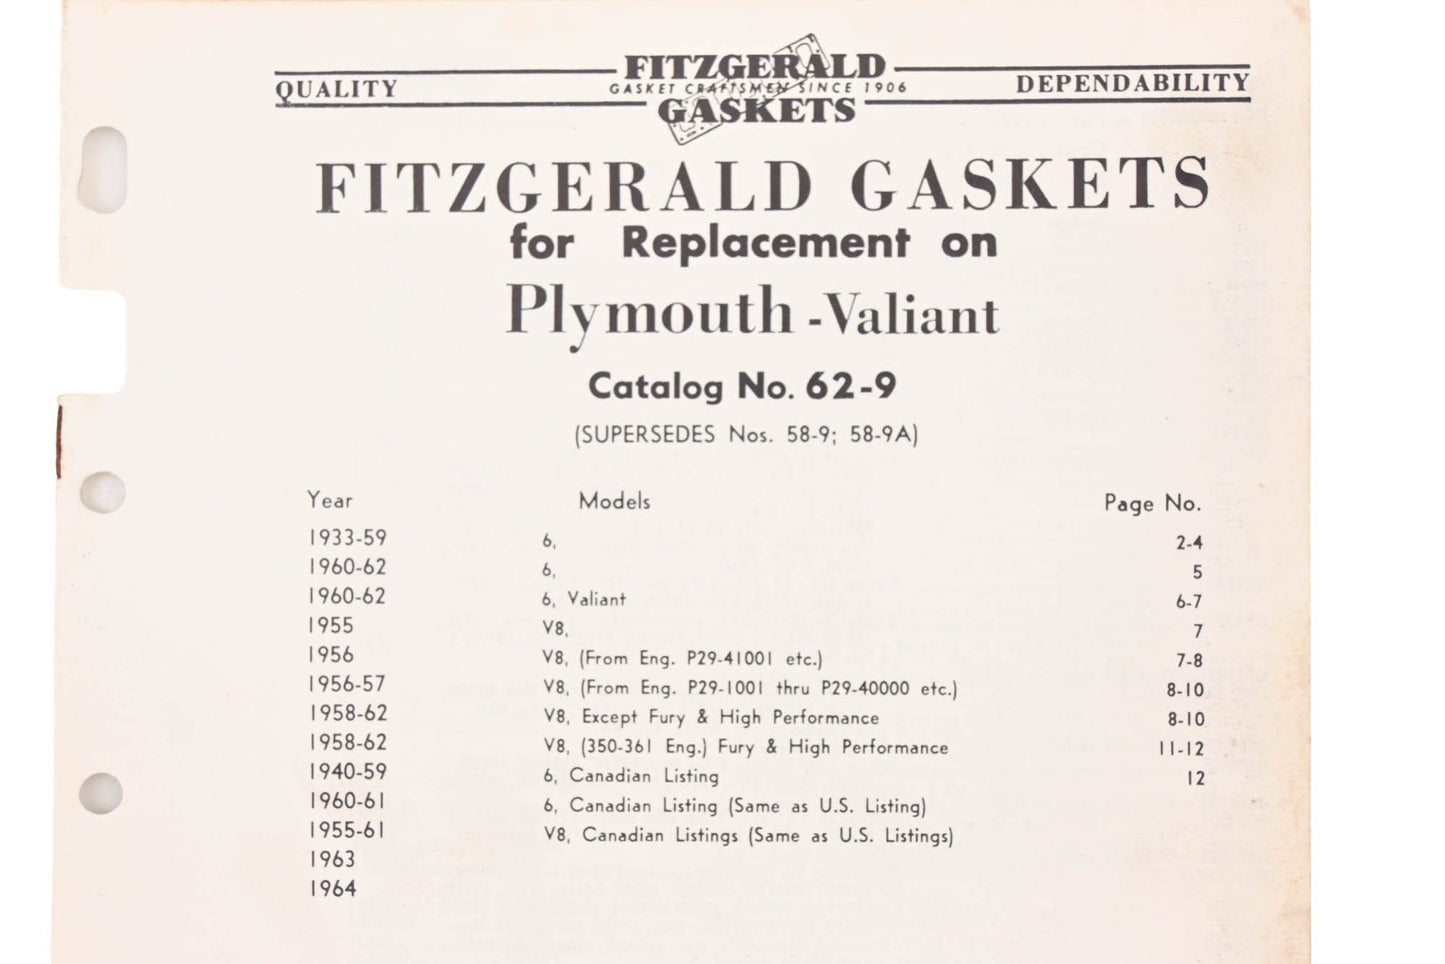 QUALITY
FITZGERALD
GASKET CRAFTSMEN SINCE 1906
GASKETS
DEPENDABILITY
FITZGERALD GASKETS
for Replacement on
Plymouth -Valiant
Catalog No. 62-9
(SUPERSEDES Nos. 58-9; 58-9A)
Year Models Page No.
1933-59 6, 2-4
1960-62 6, 5
1960-62 6, Valiant 6-7
1955 V8, 7
1956 V8, (From Eng. P29-41001 etc.) 7-8
1956-57 V8, (From Eng. P29-1001 thru P29-40000 etc.) 8-10
1958-62 V8, Except Fury & High Performance 8-10
1958-62 V8, (350-361 Eng.) Fury & High Performance 11-12
1940-59 6, Canadian Listing 12
1960-61 6, Canadian Listing (Same as U.S. Listing)
1955-61 V8, Canadian Listings (Same as U.S. Listings)
1963
1964